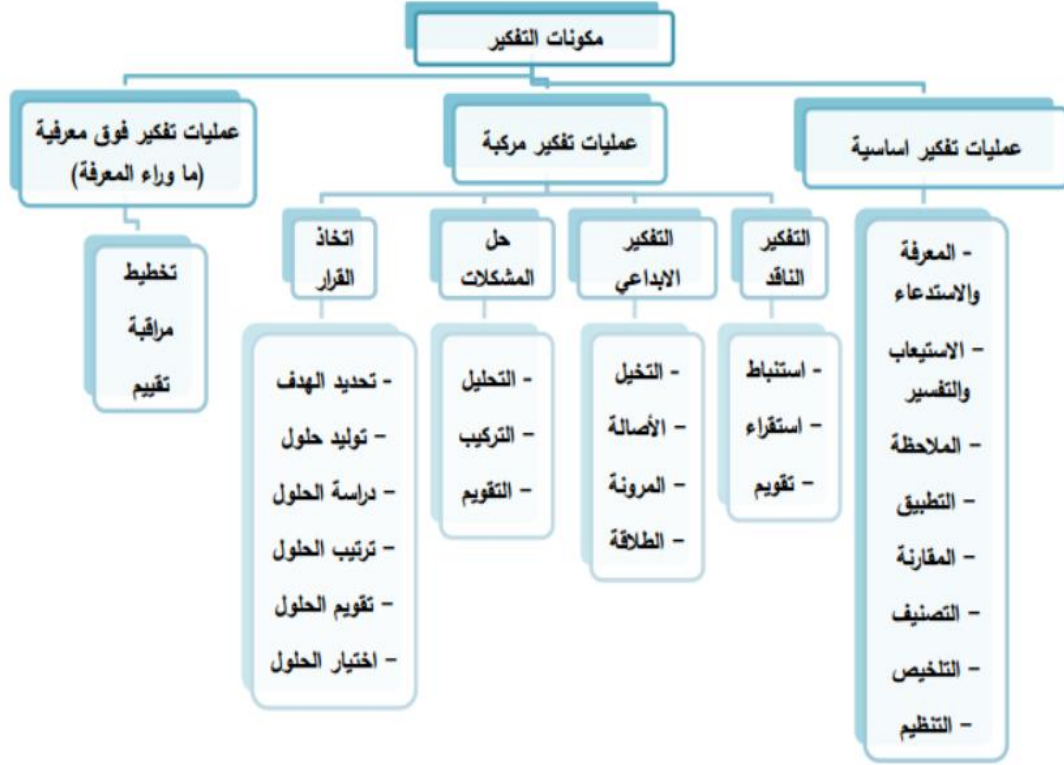 مكونات التفكير
عمليات تفكير اساسية
عمليات تفكير مركبة
عمليات تفكير فوق معرفية
(ما وراء المعرفة)
- المعرفة
والاستدعاء
- الاستيعاب
والتفسير
- الملاحظة
- التطبيق
- المقارنة
- التصنيف
- التلخيص
- التنظيم
التفكير
الناقد
- استنباط
- استقراء
- تقويم
التفكير
الابداعي
- التخيل
- الأصالة
- المرونة
- الطلاقة
حل
المشكلات
- التحليل
- التركيب
- التقويم
اتخاذ
القرار
- تحديد الهدف
- توليد حلول
- دراسة الحلول
- ترتيب الحلول
- تقويم الحلول
- اختيار الحلول
تخطيط
مراقبة
تقييم